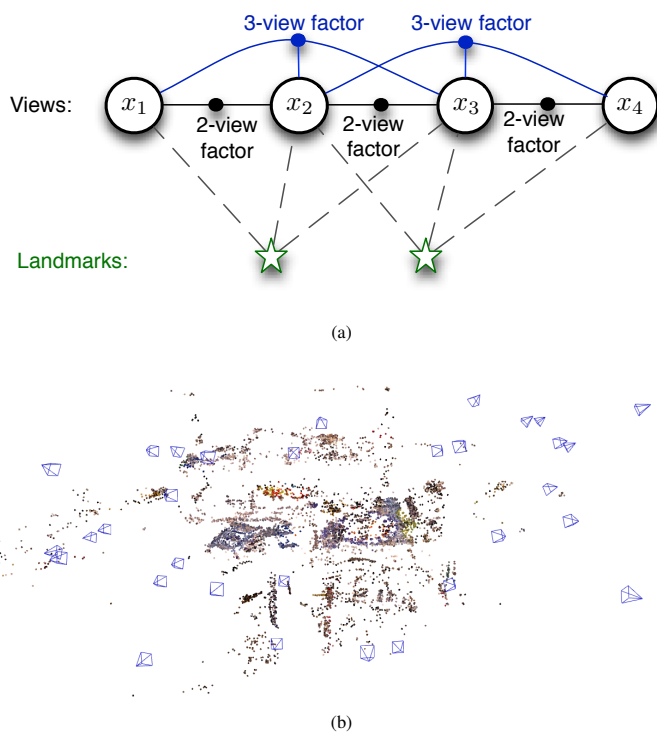 3-view factor 3-view factor
Views: x₁ x₂ x₃ x₄
2-view 2-view 2-view
factor factor factor
Landmarks:
(a)
(b)